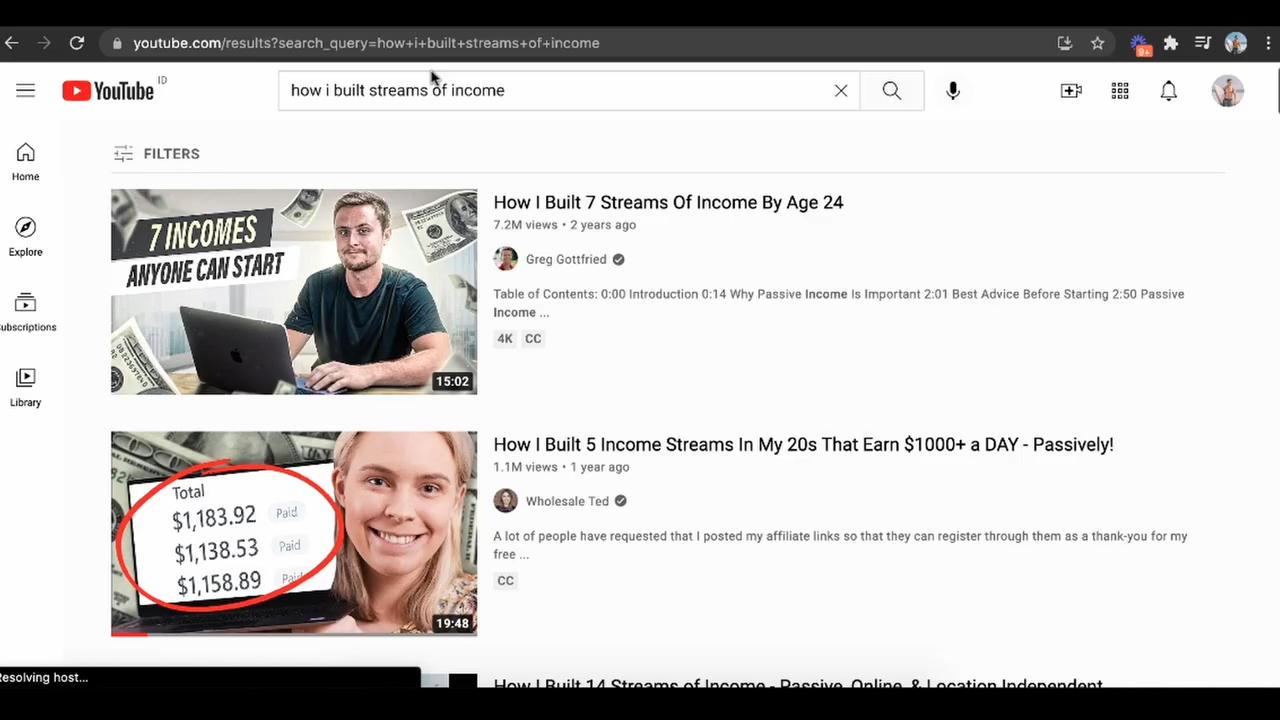 youtube.com/results?search_query=how+i+built+streams+of+income
9+
YouTube ID
how i built streams of income
FILTERS
Home
Explore
ubscriptions
Library
7 INCOMES
ANYONE CAN START
15:02
How I Built 7 Streams Of Income By Age 24
7.2M views • 2 years ago
Greg Gottfried
Table of Contents: 0:00 Introduction 0:14 Why Passive Income Is Important 2:01 Best Advice Before Starting 2:50 Passive
Income ...
4K CC
Total
$1,183.92 Paid
$1,138.53 Paid
$1,158.89 Paid
19:48
How I Built 5 Income Streams In My 20s That Earn $1000+ a DAY - Passively!
1.1M views • 1 year ago
Wholesale Ted
A lot of people have requested that I posted my affiliate links so that they can register through them as a thank-you for my
free ...
CC
Resolving host...
How I Built 14 Streams of Income - Passive, Online, & Location Independent